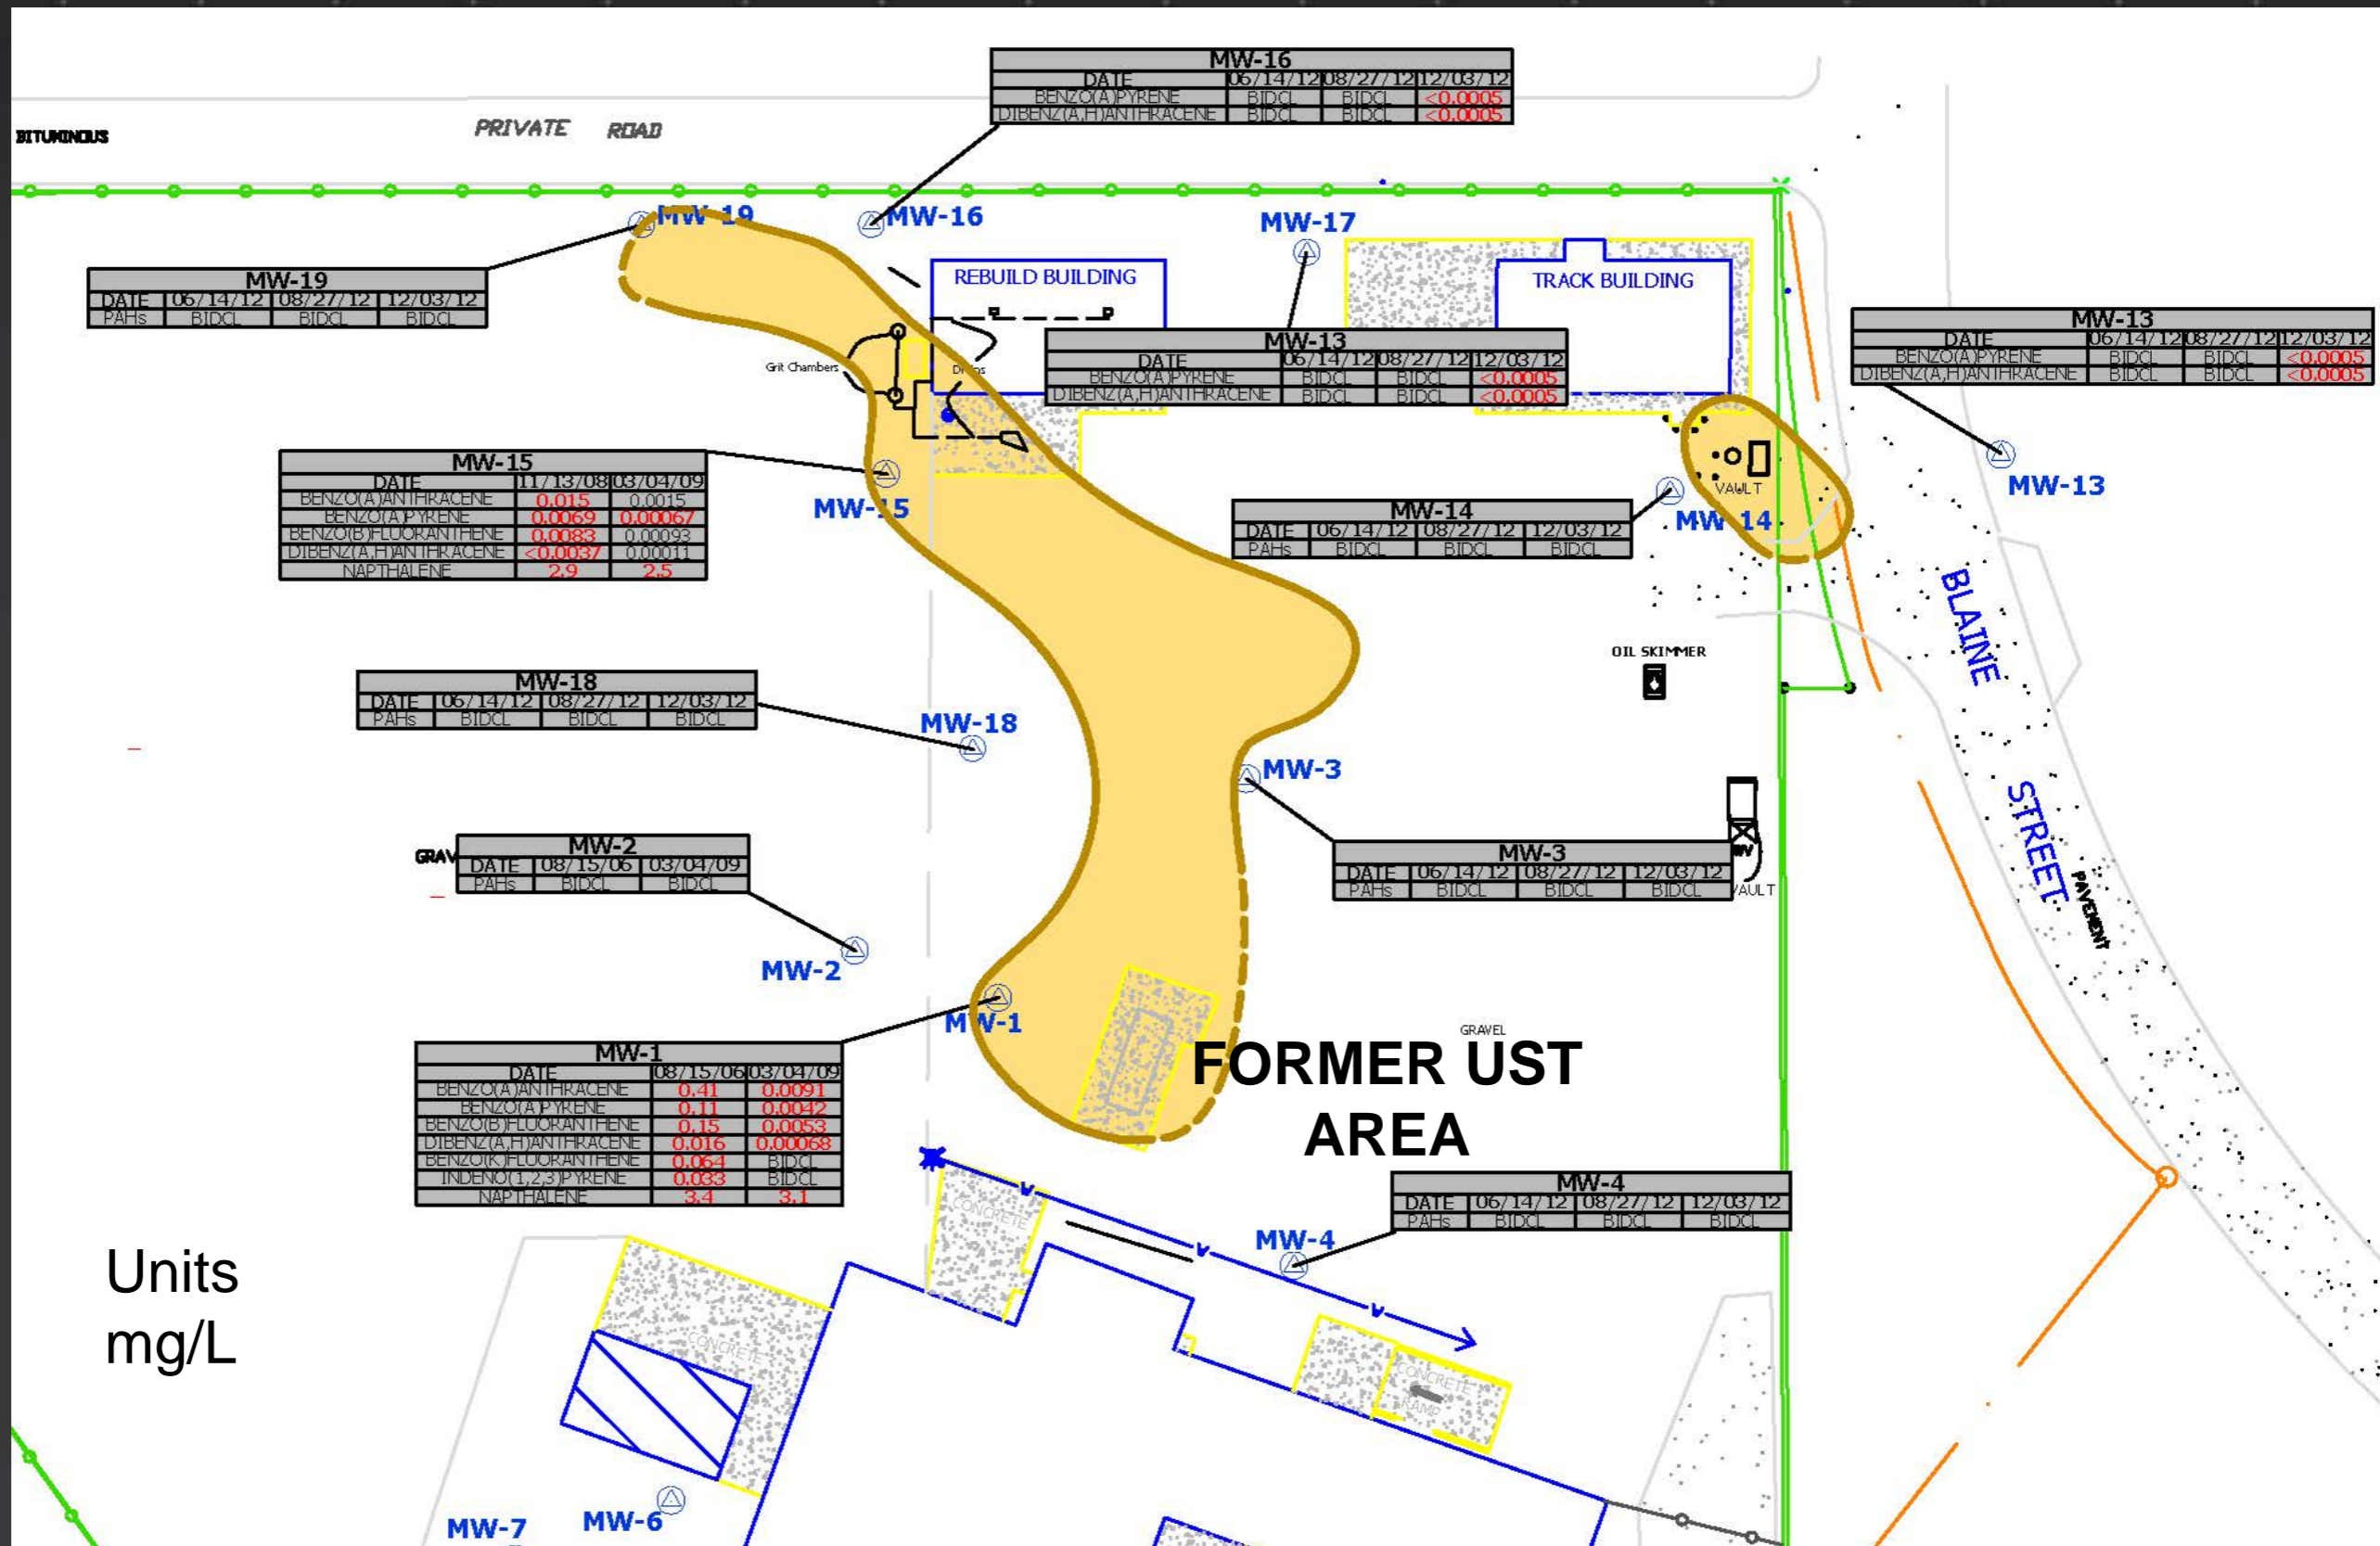 MW-16
DATE 06/14/12 08/27/12 12/03/12
BENZO(A)PYRENE BIDCL BIDCL <0.0005
DIBENZ(A,H)ANTHRACENE BIDCL BIDCL <0.0005
BITUMINOUS
PRIVATE ROAD
MW-19
MW-16
MW-17
REBUILD BUILDING
TRACK BUILDING
MW-19
DATE 06/14/12 08/27/12 12/03/12
PAHs BIDCL BIDCL BIDCL
MW-13
DATE 06/14/12 08/27/12 12/03/12
BENZO(A)PYRENE BIDCL BIDCL <0.0005
DIBENZ(A,H)ANTHRACENE BIDCL BIDCL <0.0005
MW-13
DATE 06/14/12 08/27/12 12/03/12
BENZO(A)PYRENE BIDCL BIDCL <0.0005
DIBENZ(A,H)ANTHRACENE BIDCL BIDCL <0.0005
Grit Chambers
MW-15
DATE 11/13/08 03/04/09
BENZO(A)ANTHRACENE 0.015 0.0015
BENZO(A)PYRENE 0.0069 0.00067
BENZO(B)FLUORANTHENE 0.0083 0.00093
DIBENZ(A,H)ANTHRACENE <0.0037 0.00011
NAPTHALENE 2.9 2.5
MW-15
VAULT
MW-13
MW-14
DATE 06/14/12 08/27/12 12/03/12
PAHs BIDCL BIDCL BIDCL
MW-14
BLAINE
STREET
OIL SKIMMER
MW-18
DATE 06/14/12 08/27/12 12/03/12
PAHs BIDCL BIDCL BIDCL
MW-18
MW-3
GRAV
MW-2
DATE 08/15/06 03/04/09
PAHs BIDCL BIDCL
MW-3
DATE 06/14/12 08/27/12 12/03/12
PAHs BIDCL BIDCL BIDCL
VAULT
PAVEMENT
MW-2
MW-1
GRAVEL
FORMER UST
AREA
MW-1
DATE 08/15/06 03/04/09
BENZO(A)ANTHRACENE 0.41 0.0091
BENZO(A)PYRENE 0.11 0.0042
BENZO(B)FLUORANTHENE 0.15 0.0053
DIBENZ(A,H)ANTHRACENE 0.016 0.00068
BENZO(K)FLUORANTHENE 0.064 BIDCL
INDENO(1,2,3)PYRENE 0.033 BIDCL
NAPTHALENE 3.4 3.1
MW-4
DATE 06/14/12 08/27/12 12/03/12
PAHs BIDCL BIDCL BIDCL
CONCRETE
MW-4
Units
mg/L
CONCRETE
CONCRETE
RAMP
MW-7
MW-6